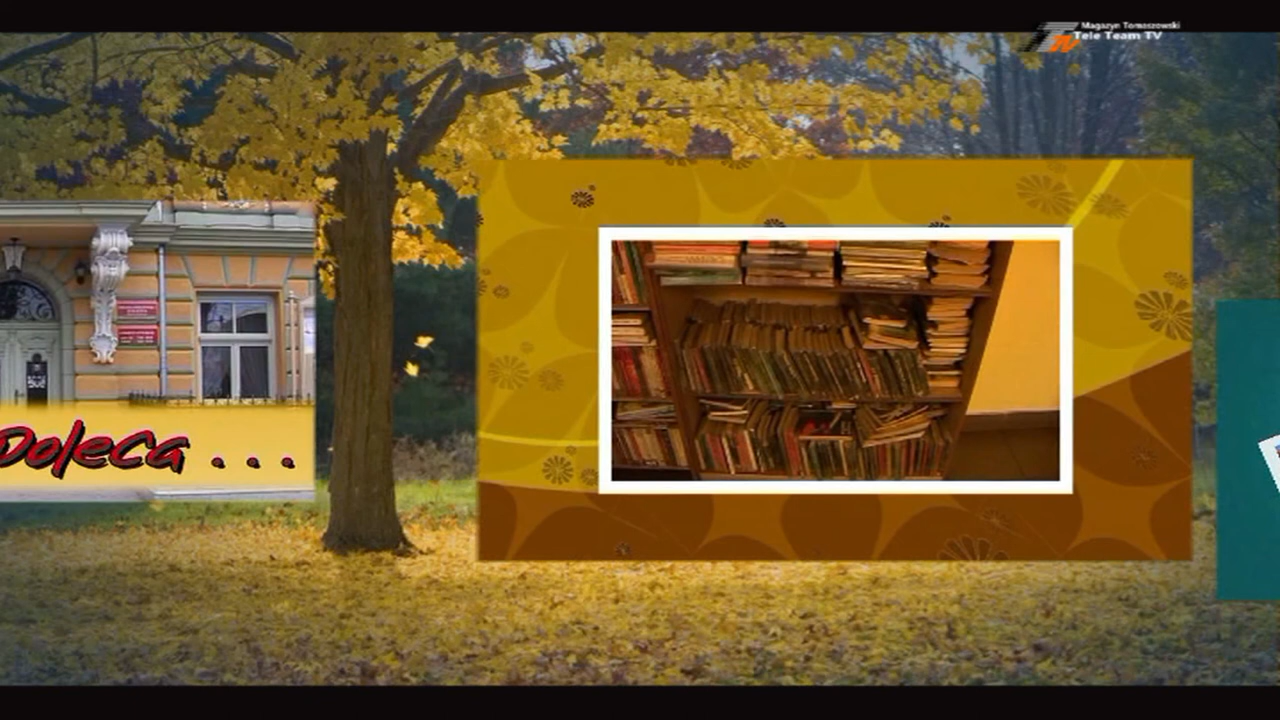 Magazyn Tomaszowski
Tele Team TV
Doleca . . .